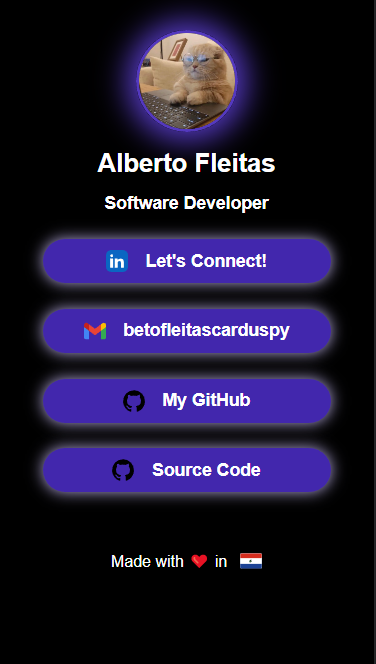 Alberto Fleitas
Software Developer
in Let's Connect!
betofleitascarduspy
My GitHub
Source Code
Made with ❤️ in 🇵🇾